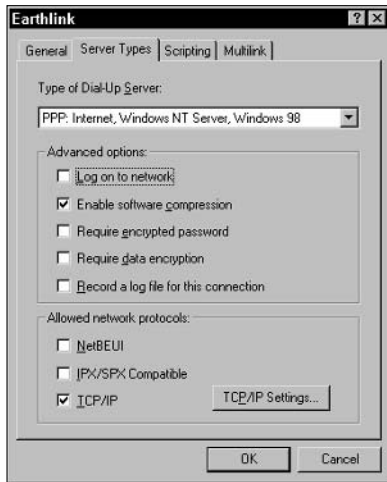 Earthlink
General Server Types Scripting Multilink
Type of Dial-Up Server:
PPP: Internet, Windows NT Server, Windows 98
Advanced options:
Log on to network
Enable software compression
Require encrypted password
Require data encryption
Record a log file for this connection
Allowed network protocols:
NetBEUI
IPX/SPX Compatible
TCP/IP TCP/IP Settings...
OK Cancel